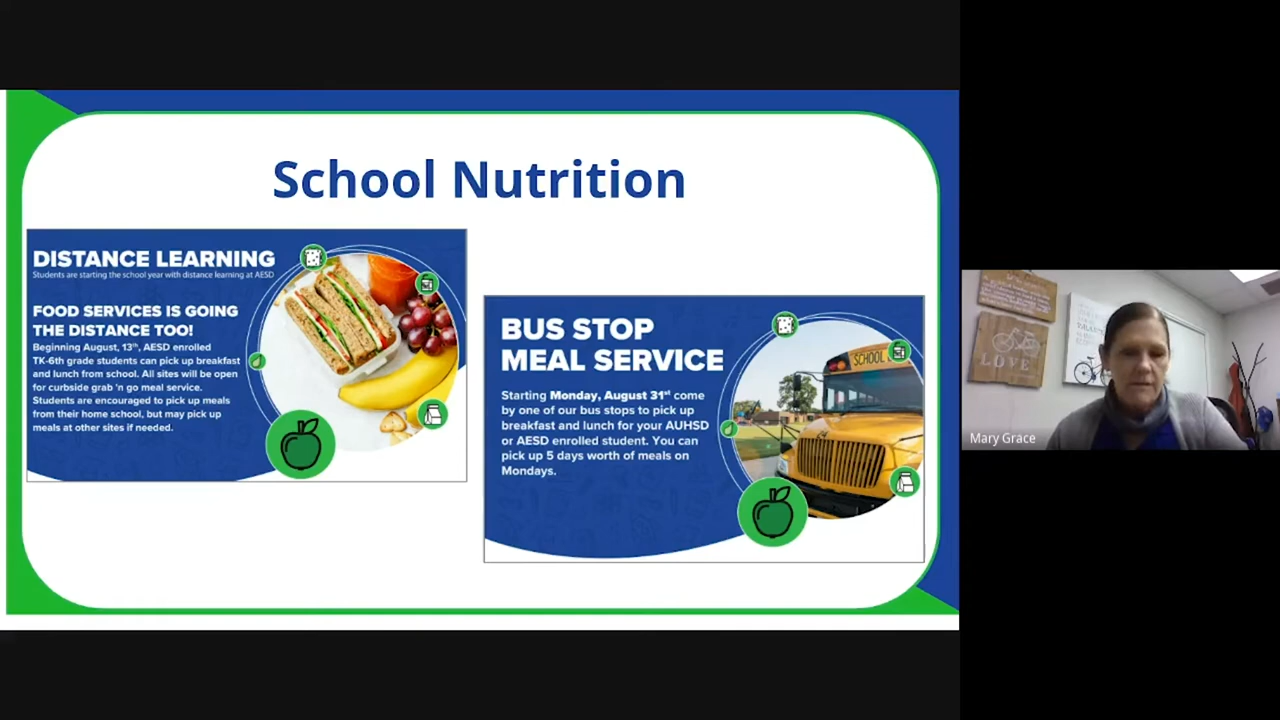 School Nutrition
DISTANCE LEARNING
Students are starting the school year with distance learning at AESD
FOOD SERVICES IS GOING
THE DISTANCE TOO!
Beginning August, 13th, AESD enrolled
TK-6th grade students can pick up breakfast
and lunch from school. All sites will be open
for curbside grab 'n go meal service.
Students are encouraged to pick up meals
from their home school, but may pick up
meals at other sites if needed.
BUS STOP
MEAL SERVICE
Starting Monday, August 31st come
by one of our bus stops to pick up
breakfast and lunch for your AUHSD
or AESD enrolled student. You can
pick up 5 days worth of meals on
Mondays.
SCHOOL
LOVE
Mary Grace